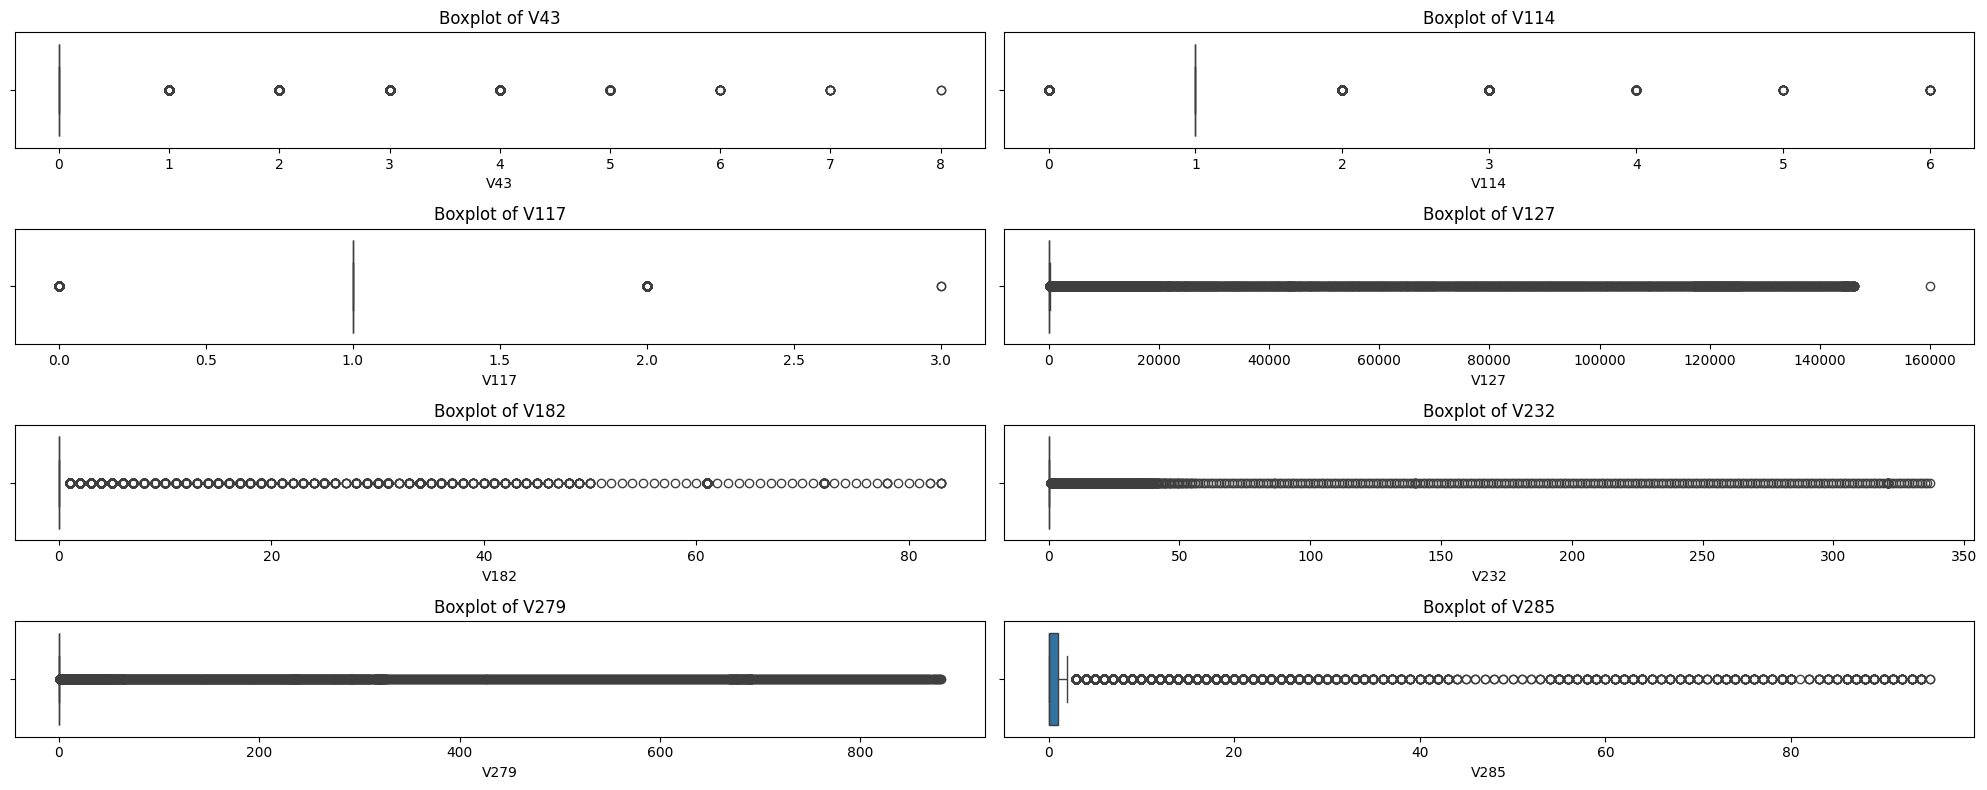 Boxplot of V43
0 1 2 3 4 5 6 7 8
V43
Boxplot of V114
0 1 2 3 4 5 6
V114
Boxplot of V117
0.0 0.5 1.0 1.5 2.0 2.5 3.0
V117
Boxplot of V127
0 20000 40000 60000 80000 100000 120000 140000 160000
V127
Boxplot of V182
0 20 40 60 80
V182
Boxplot of V232
0 50 100 150 200 250 300 350
V232
Boxplot of V279
0 200 400 600 800
V279
Boxplot of V285
0 20 40 60 80
V285